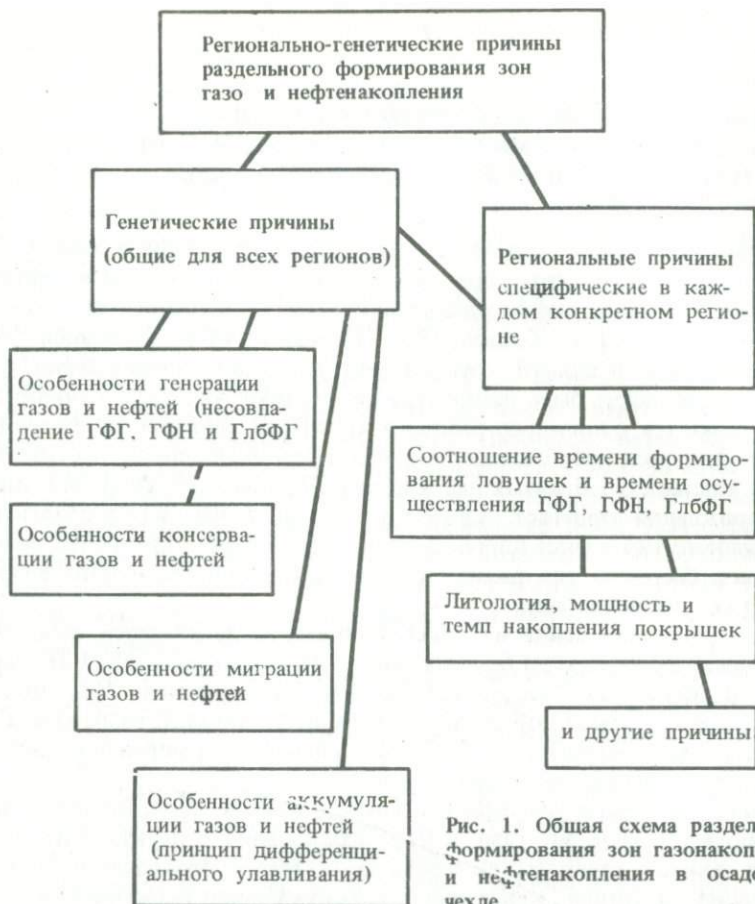 Регионально-генетические причины
раздельного формирования зон
газо и нефтенакопления
Генетические причины
(общие для всех регионов)
Региональные причины
специфические в каж-
дом конкретном регио-
не
Особенности генерации
газов и нефтей (несовпа-
дение ГФГ, ГФН и ГлбФГ
Соотношение времени формиро-
вания ловушек и времени осу-
ществления ГФГ, ГФН, ГлбФГ
Особенности консерва-
ции газов и нефтей
Литология, мощность и
темп накопления покрышек
Особенности миграции
газов и нефтей
и другие причины
Особенности аккумуля-
ции газов и нефтей
(принцип дифференци-
ального улавливания)
Рис. 1. Общая схема раздел
формирования зон газонакоп
и нефтенакопления в осадо
чехле